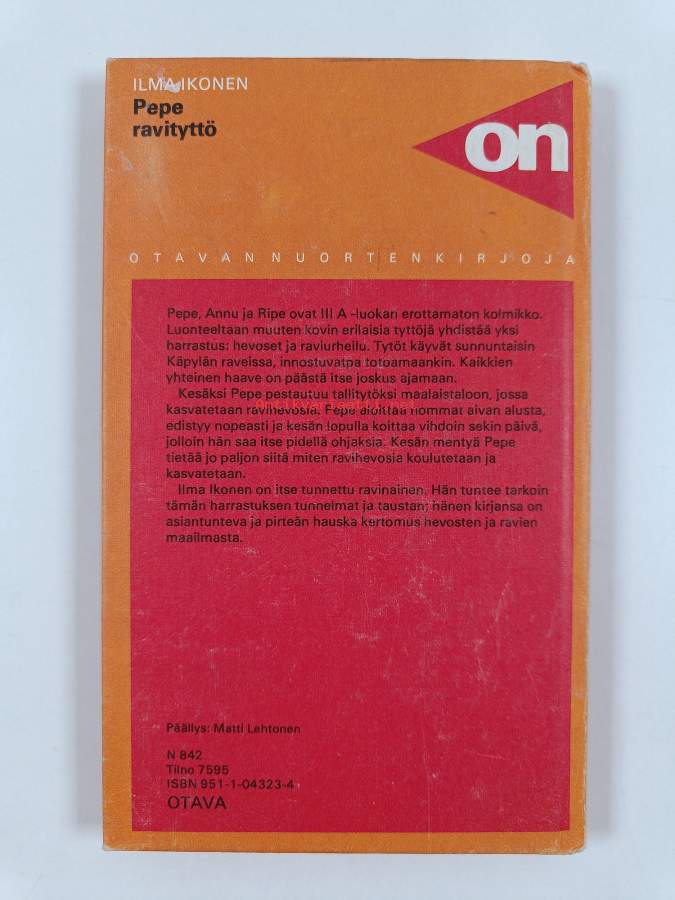 ILMA IKONEN
Pepe
ravityttö
on
OTAVAN NUORTENKIRJOJA
Pepe, Annu ja Ripe ovat III A -luokan erottamaton kolmikko.
Luonteeltaan muuten kovin erilaisia tyttöjä yhdistää yksi
harrastus: hevoset ja raviurheilu. Tytöt käyvät sunnuntaisin
Käpylän raveissa, innostuvatpa totoamaankin. Kaikkien
yhteinen haave on päästä itse joskus ajamaan.
Kesäksi Pepe pestautuu tallitytöksi maalaistaloon, jossa
kasvatetaan ravihevosia. Pepe aloittaa hommat aivan alusta,
edistyy nopeasti ja kesän lopulla koittaa vihdoin sekin päivä,
jolloin hän saa itse pidellä ohjaksia. Kesän mentyä Pepe
tietää jo paljon siitä miten ravihevosia koulutetaan ja
kasvatetaan.
Ilma Ikonen on itse tunnettu ravinainen. Hän tuntee tarkoin
tämän harrastuksen tunnelmat ja taustan; hänen kirjansa on
asiantunteva ja pirteän hauska kertomus hevosten ja ravien
maailmasta.
Päällys: Matti Lehtonen
N 842
Tilno 7595
ISBN 951-1-04323-4
OTAVA